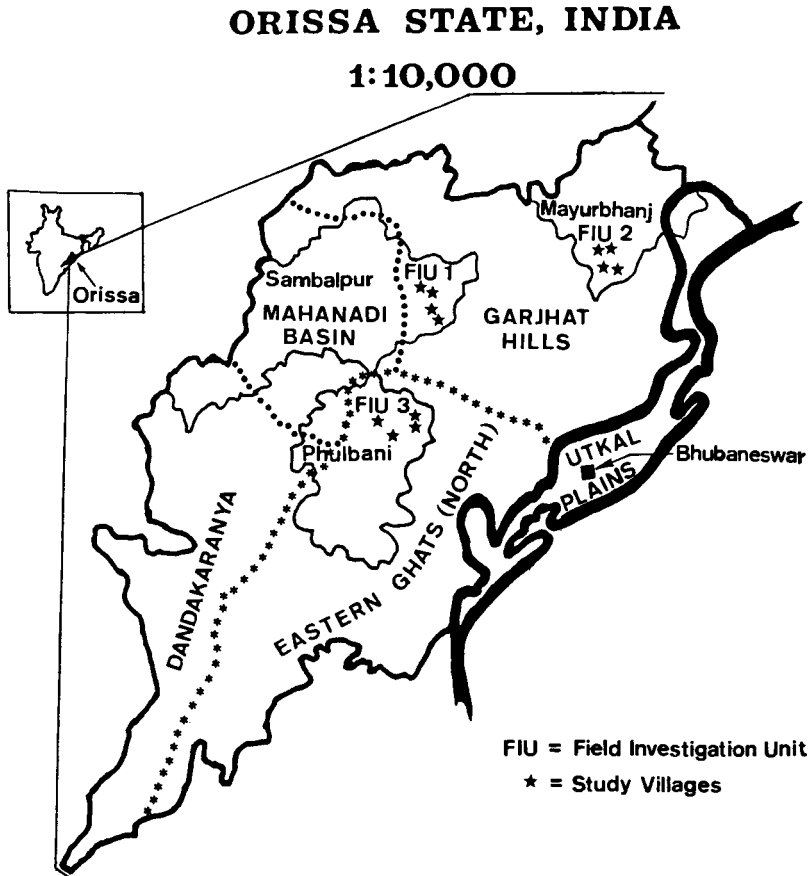 ORISSA STATE, INDIA
1:10,000
Orissa
Mayurbhanj
FIU 2
FIU 1
Sambalpur
MAHANADI
BASIN
GARJHAT
HILLS
FIU 3
Phulbani
UTKAL
PLAINS
Bhubaneswar
DANDAKARANYA
EASTERN GHATS (NORTH)
FIU = Field Investigation Unit
★ = Study Villages